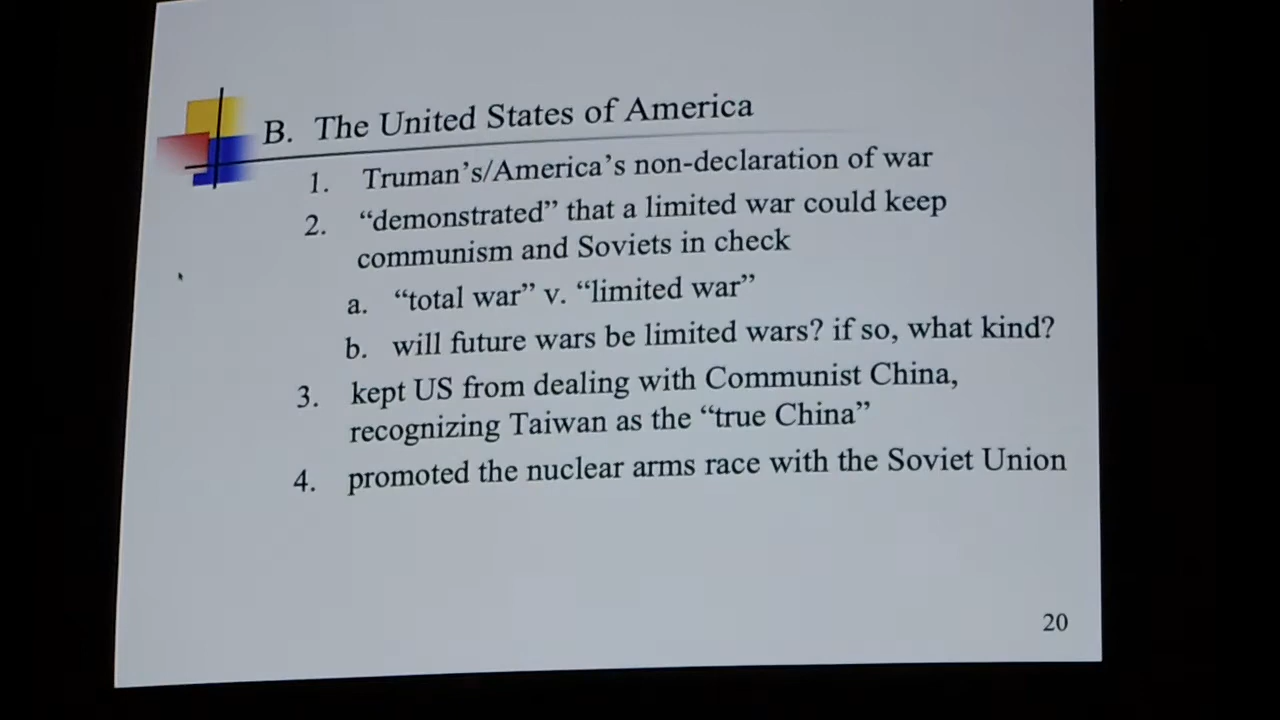 B. The United States of America
1. Truman's/America's non-declaration of war
2. “demonstrated” that a limited war could keep
communism and Soviets in check
a. “total war” v. “limited war”
b. will future wars be limited wars? if so, what kind?
3. kept US from dealing with Communist China,
recognizing Taiwan as the “true China”
4. promoted the nuclear arms race with the Soviet Union
20